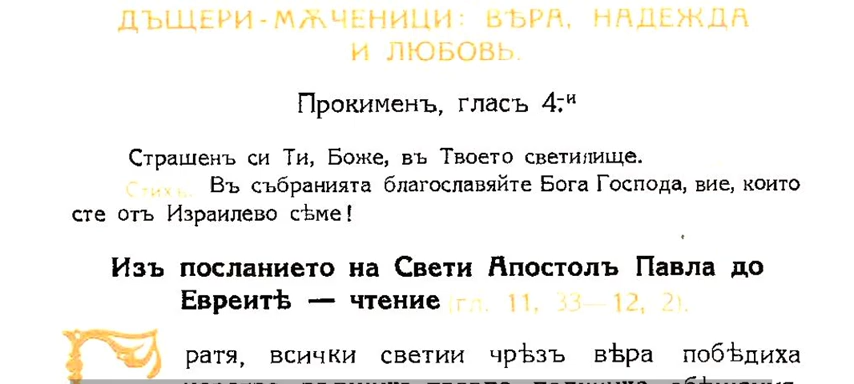 ДЪЩЕРИ-МѪЧЕНИЦИ: ВѢРА, НАДЕЖДА
И ЛЮБОВЬ.
Прокименъ, гласъ 4-и
Страшенъ си Ти, Боже, въ Твоето светилище.
Стихъ. Въ събранията благославяйте Бога Господа, вие, които
сте отъ Израилево сѣме!
Изъ посланието на Свети Апостолъ Павла до
Евреитѣ — чтение (гл. 11, 33—12, 2).
ратя, всички светии чрѣзъ вѣра побѣдиха